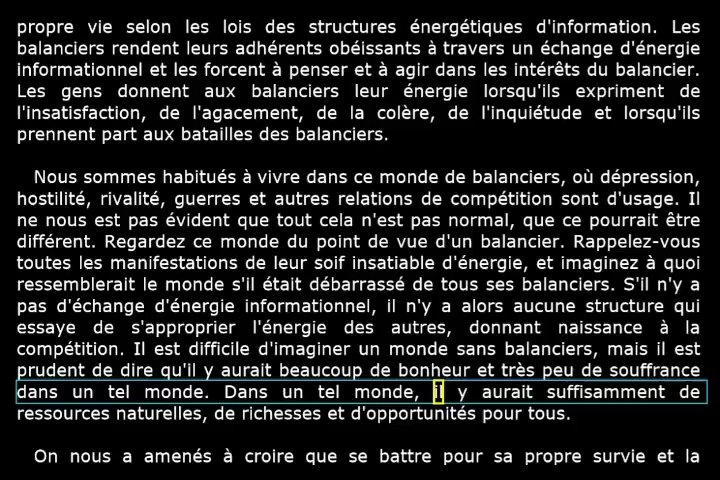 propre vie selon les lois des structures énergétiques d'information. Les
balanciers rendent leurs adhérents obéissants à travers un échange d'énergie
informationnel et les forcent à penser et à agir dans les intérêts du balancier.
Les gens donnent aux balanciers leur énergie lorsqu'ils expriment de
l'insatisfaction, de l'agacement, de la colère, de l'inquiétude et lorsqu'ils
prennent part aux batailles des balanciers.
Nous sommes habitués à vivre dans ce monde de balanciers, où dépression,
hostilité, rivalité, guerres et autres relations de compétition sont d'usage. Il
ne nous est pas évident que tout cela n'est pas normal, que ce pourrait être
différent. Regardez ce monde du point de vue d'un balancier. Rappelez-vous
toutes les manifestations de leur soif insatiable d'énergie, et imaginez à quoi
ressemblerait le monde s'il était débarrassé de tous ses balanciers. S'il n'y a
pas d'échange d'énergie informationnel, il n'y a alors aucune structure qui
essaye de s'approprier l'énergie des autres, donnant naissance à la
compétition. Il est difficile d'imaginer un monde sans balanciers, mais il est
prudent de dire qu'il y aurait beaucoup de bonheur et très peu de souffrance
dans un tel monde. Dans un tel monde, il y aurait suffisamment de
ressources naturelles, de richesses et d'opportunités pour tous.
On nous a amenés à croire que se battre pour sa propre survie et la